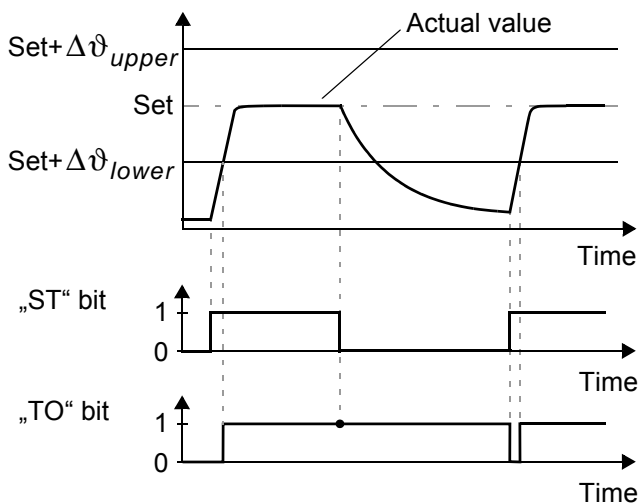 Actual value
Set+Δϑupper
Set
Set+Δϑlower
Time
„ST“ bit
1
0
Time
„TO“ bit
1
0
Time